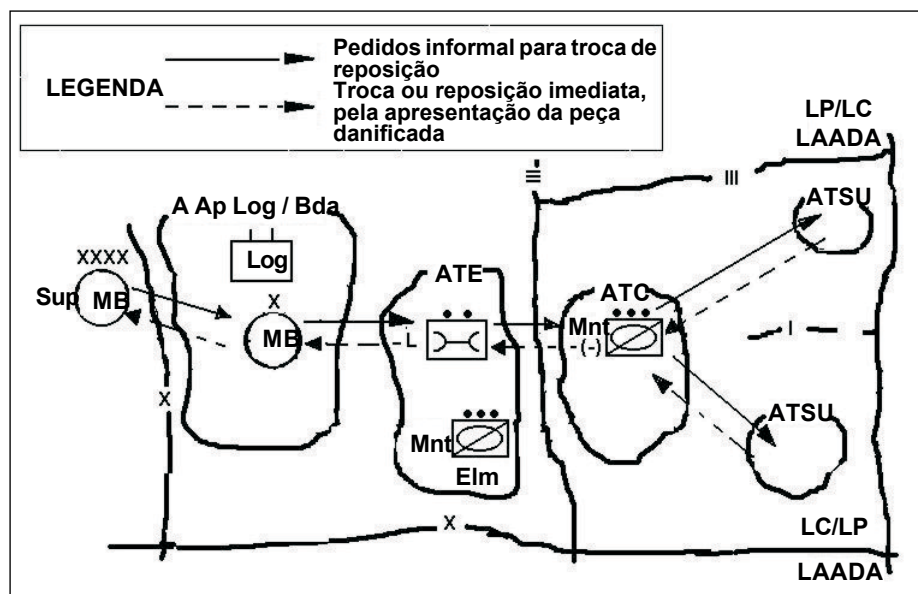 LEGENDA
Pedidos informal para troca de
reposição
Troca ou reposição imediata,
pela apresentação da peça
danificada
LP/LC
LAADA
III
A Ap Log / Bda
ATSU
XXXX
Log
ATE
ATC
Sup MB
X
MB
L
Mnt
(-)
I
X
ATSU
Mnt
Elm
X
LC/LP
LAADA